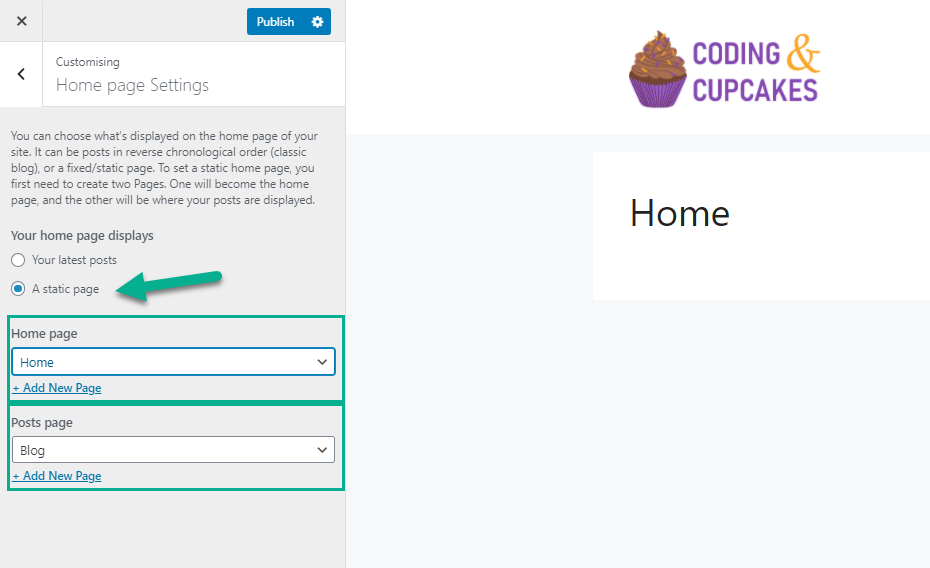 Publish
Customising
Home page Settings
You can choose what's displayed on the home page of your
site. It can be posts in reverse chronological order (classic
blog), or a fixed/static page. To set a static home page, you
first need to create two Pages. One will become the home
page, and the other will be where your posts are displayed.
Your home page displays
Your latest posts
A static page
Home page
Home
+ Add New Page
Posts page
Blog
+ Add New Page
CODING &
CUPCAKES
Home